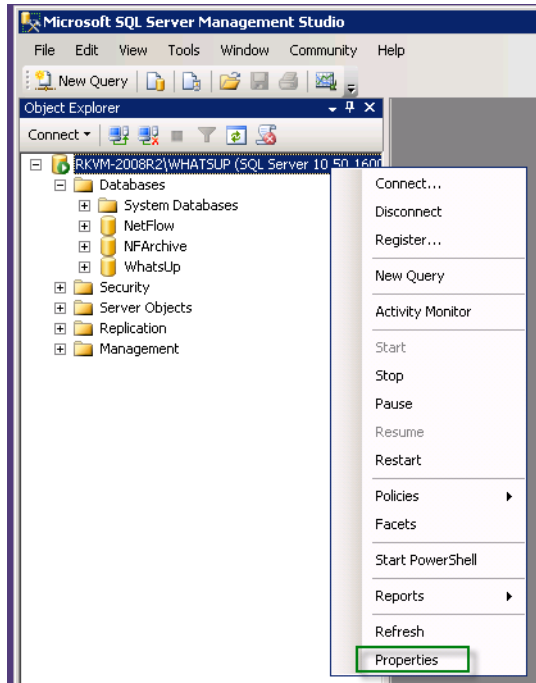 Microsoft SQL Server Management Studio
File Edit View Tools Window Community Help
New Query
Object Explorer
Connect
RKVM-2008R2\WHATSUP (SQL Server 10.50.1600
Databases
System Databases
NetFlow
NFArchive
WhatsUp
Security
Server Objects
Replication
Management
Connect...
Disconnect
Register...
New Query
Activity Monitor
Start
Stop
Pause
Resume
Restart
Policies
Facets
Start PowerShell
Reports
Refresh
Properties